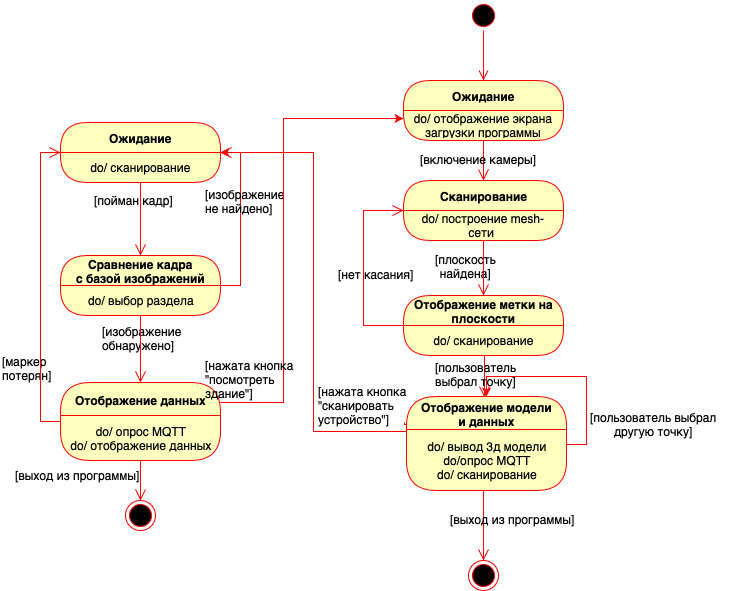 Ожидание
do/ отображение экрана
загрузки программы
Ожидание
do/ сканирование
[включение камеры]
[пойман кадр]
[изображение
не найдено]
Сканирование
do/ построение mesh-
сети
Сравнение кадра
с базой изображений
do/ выбор раздела
[нет касания]
[плоскость
найдена]
Отображение метки на
плоскости
do/ сканирование
[изображение
обнаружено]
[маркер
потерян]
[нажата кнопка
"посмотреть
здание"]
[пользователь
выбрал точку]
Отображение данных
do/ опрос MQTT
do/ отображение данных
[нажата кнопка
"сканировать
устройство"]
Отображение модели
и данных
do/ вывод 3д модели
do/опрос MQTT
do/ сканирование
[пользователь выбрал
другую точку]
[выход из программы]
[выход из программы]